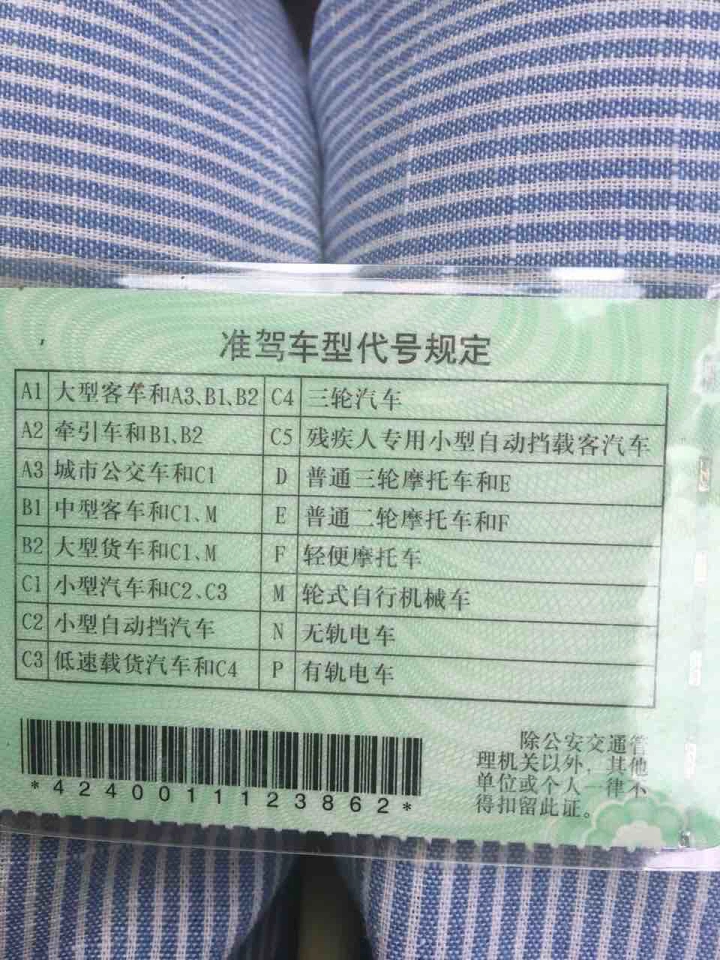 准驾车型代号规定
A1 大型客车和A3、B1、B2 C4 三轮汽车
A2 牵引车和B1、B2 C5 残疾人专用小型自动挡载客汽车
A3 城市公交车和C1 D 普通三轮摩托车和E
B1 中型客车和C1、M E 普通二轮摩托车和F
B2 大型货车和C1、M F 轻便摩托车
C1 小型汽车和C2、C3 M 轮式自行机械车
C2 小型自动挡汽车 N 无轨电车
C3 低速载货汽车和C4 P 有轨电车
*4240011123862*
除公安交通管
理机关以外，其他
单位或个人一律不
得扣留此证。